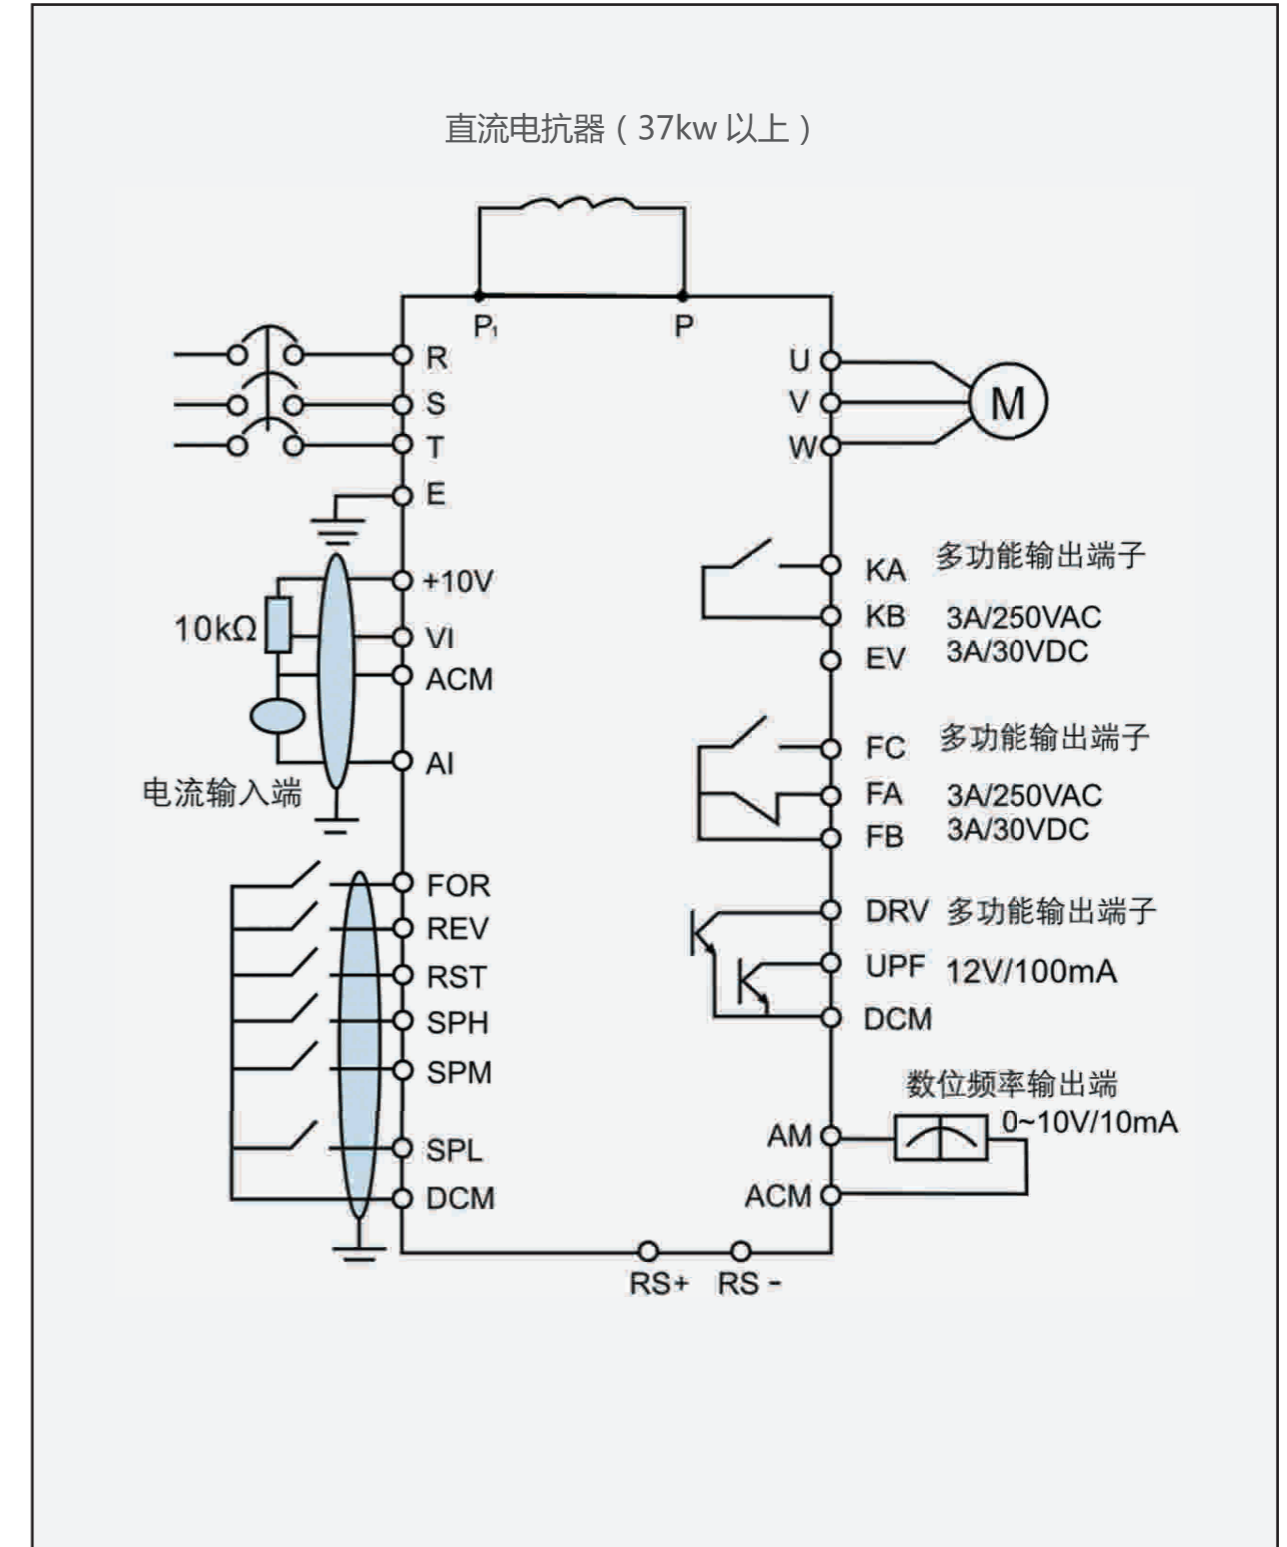 直流电抗器（37kw 以上）
P₁
P
R
S
T
E
+10V
10kΩ
VI
ACM
AI
电流输入端
FOR
REV
RST
SPH
SPM
SPL
DCM
U
V
W
M
KA 多功能输出端子
KB 3A/250VAC
EV 3A/30VDC
FC 多功能输出端子
FA 3A/250VAC
FB 3A/30VDC
DRV 多功能输出端子
UPF 12V/100mA
DCM
数位频率输出端
0~10V/10mA
AM
ACM
RS+ RS -